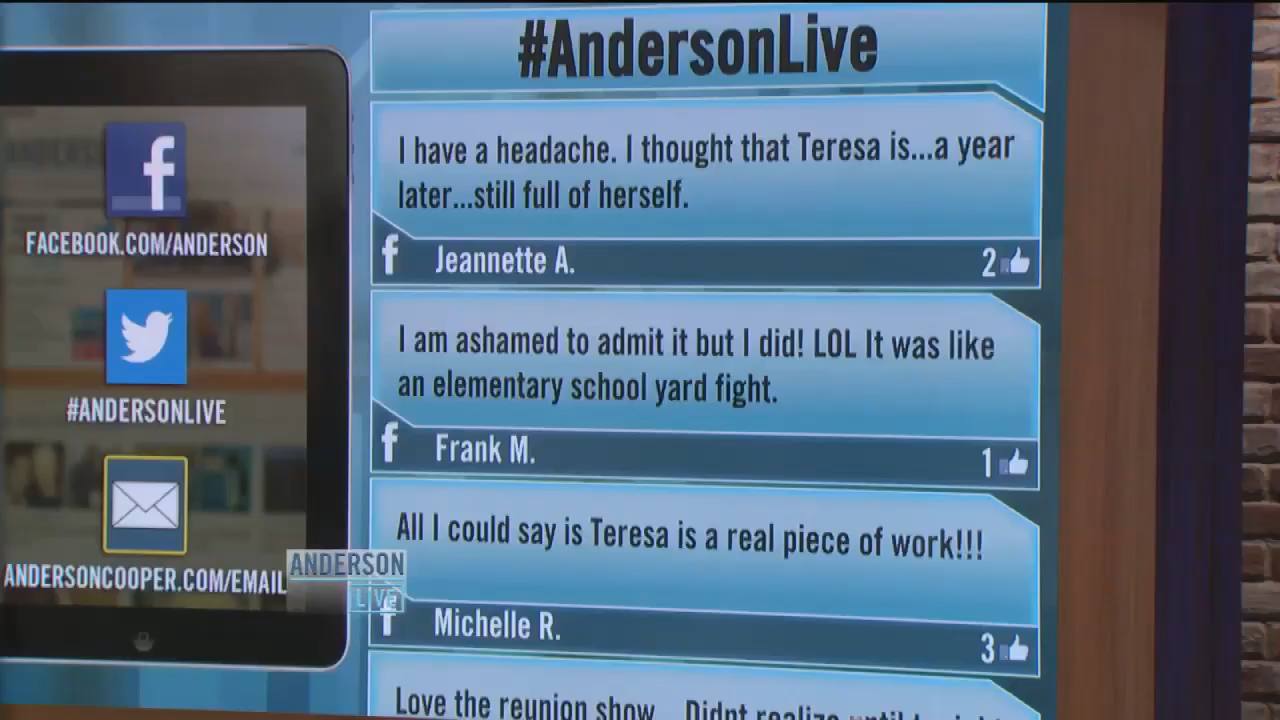 #AndersonLive
I have a headache. I thought that Teresa is...a year
later...still full of herself.
f Jeannette A. 2
I am ashamed to admit it but I did! LOL It was like
an elementary school yard fight.
f Frank M. 1
All I could say is Teresa is a real piece of work!!!
f Michelle R. 3
Love the reunion show Didnt realize until
f
FACEBOOK.COM/ANDERSON
#ANDERSONLIVE
ANDERSONCOOPER.COM/EMAIL
ANDERSON
LIVE